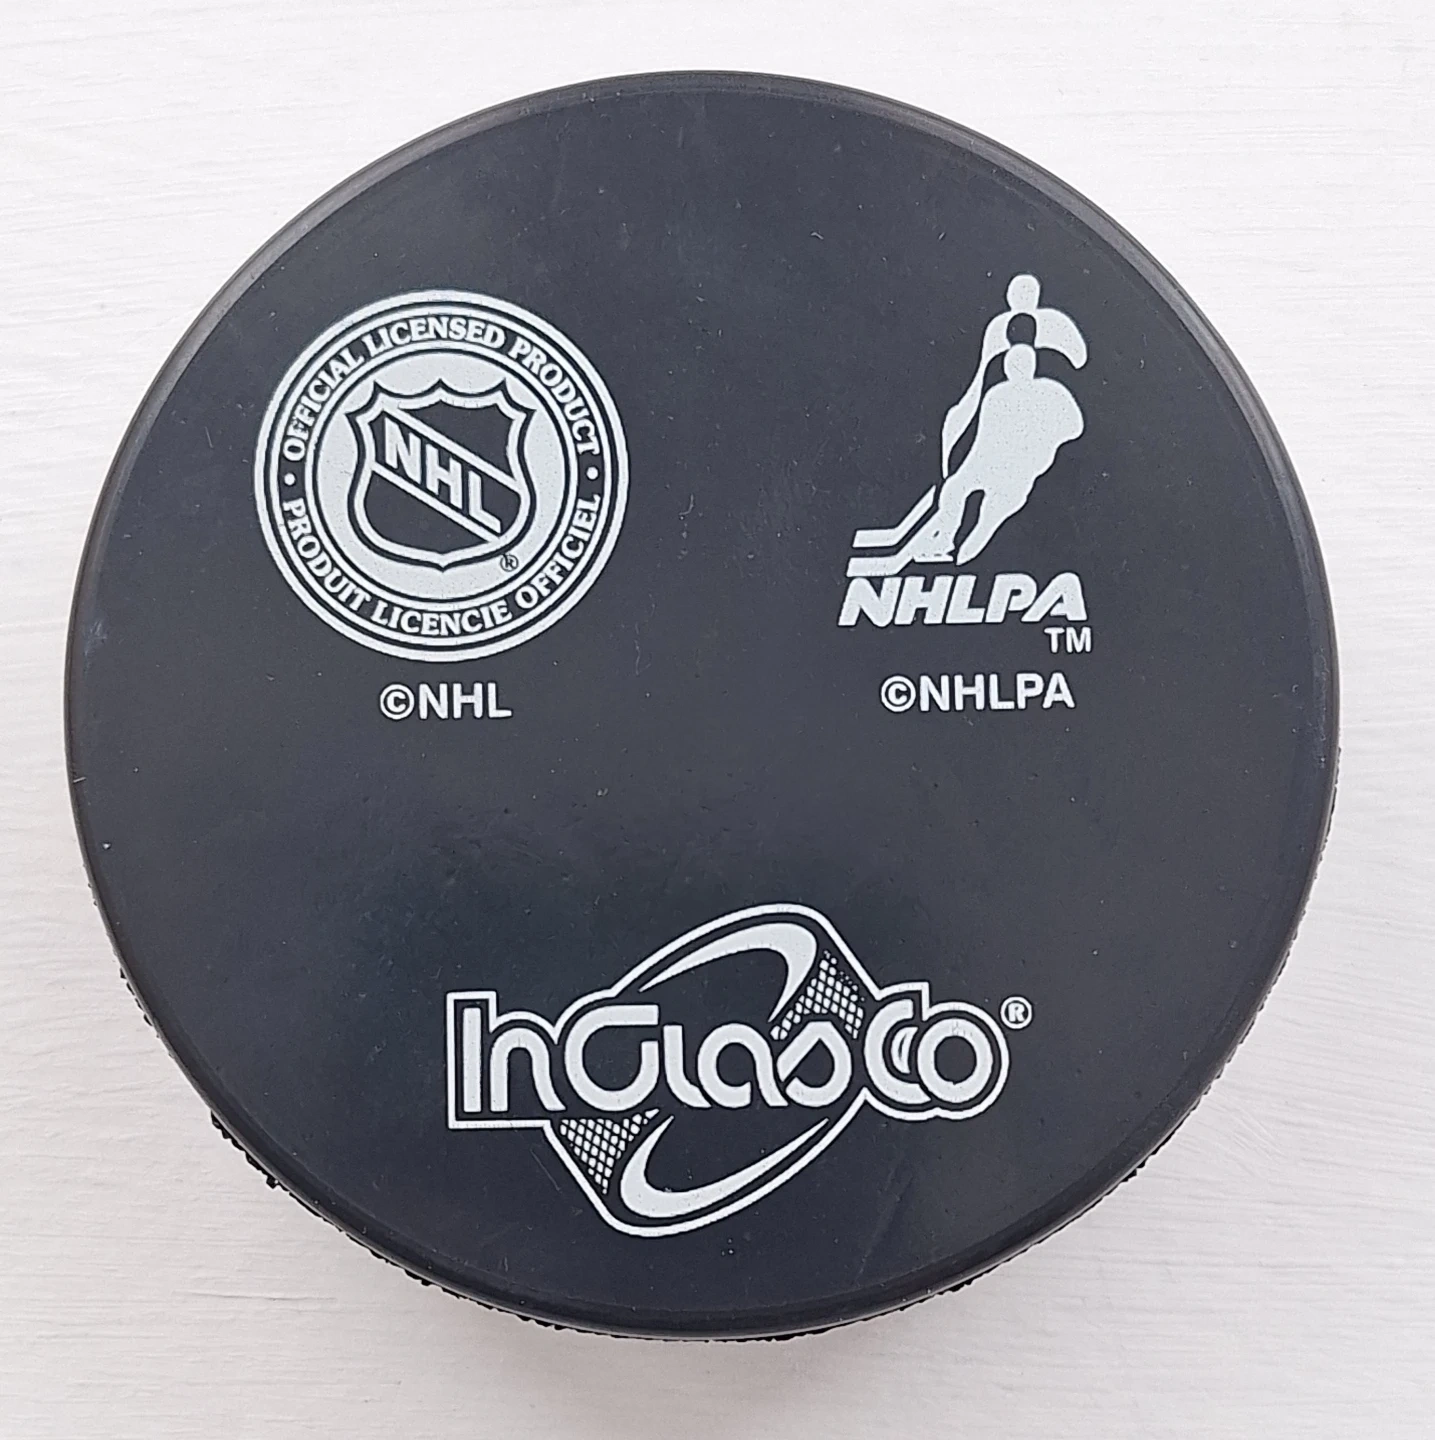 OFFICIAL LICENSED PRODUCT
NHL
®
PRODUIT LICENCIE OFFICIEL
©NHL
NHLPA
TM
©NHLPA
InGlasCo®